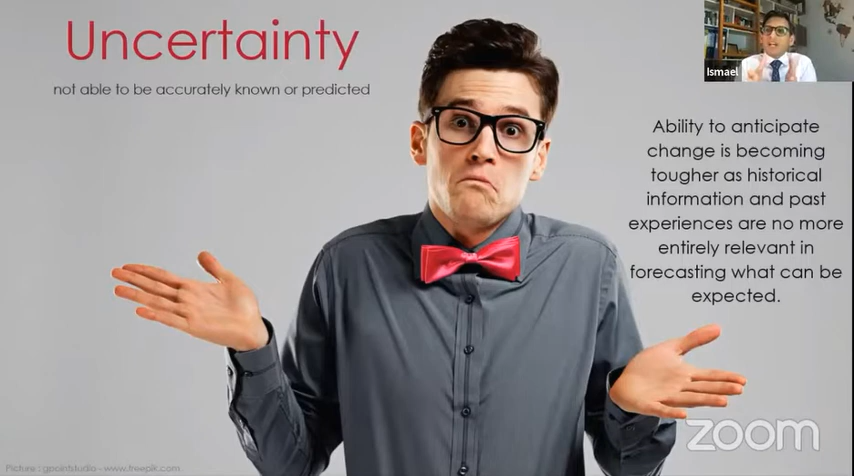 Uncertainty
not able to be accurately known or predicted
Ismael
Ability to anticipate
change is becoming
tougher as historical
information and past
experiences are no more
entirely relevant in
forecasting what can be
expected.
zoom
Picture : gpointstudio - www.freepik.com